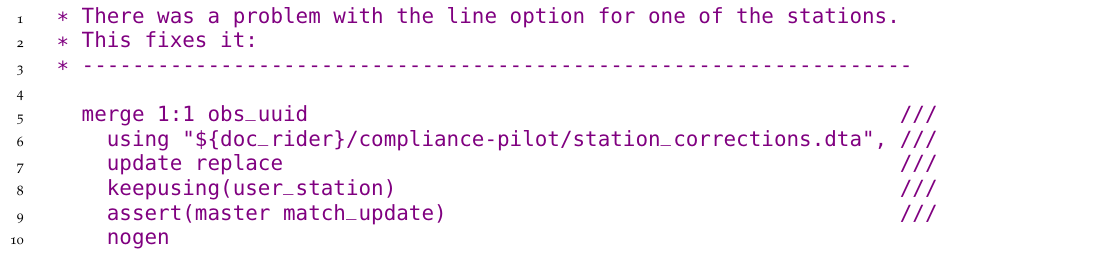 1 * There was a problem with the line option for one of the stations.
2 * This fixes it:
3 * ------------------------------------------------------------------
4
5 merge 1:1 obs_uuid ///
6 using "${doc_rider}/compliance-pilot/station_corrections.dta", ///
7 update replace ///
8 keepusing(user_station) ///
9 assert(master match_update) ///
10 nogen